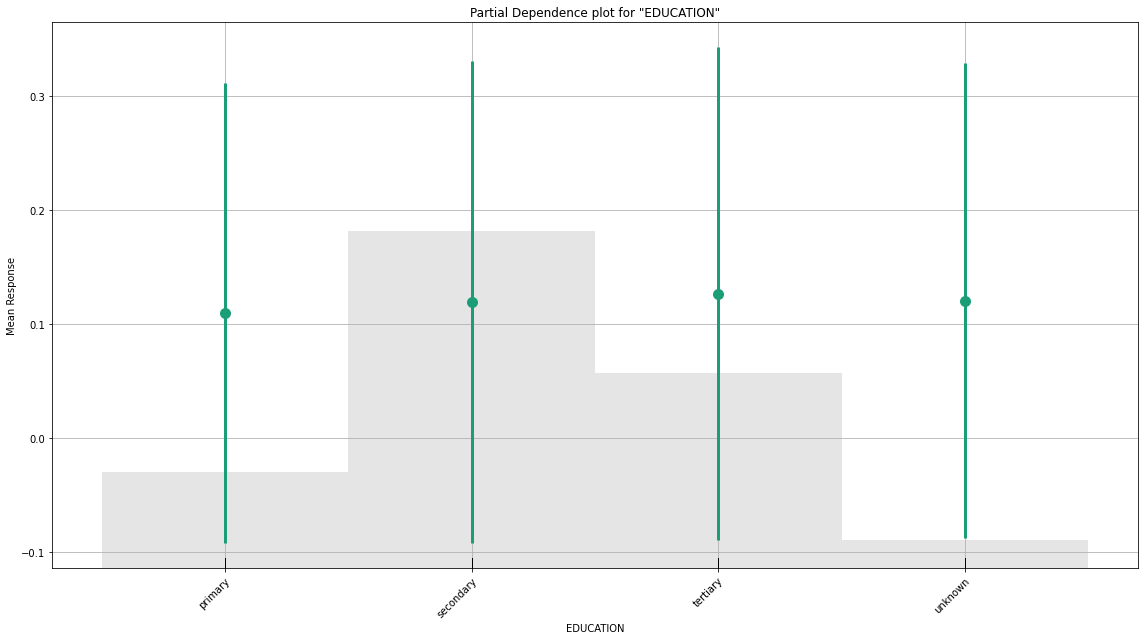 Partial Dependence plot for "EDUCATION"
Mean Response
0.3
0.2
0.1
0.0
−0.1
primary
secondary
tertiary
unknown
EDUCATION